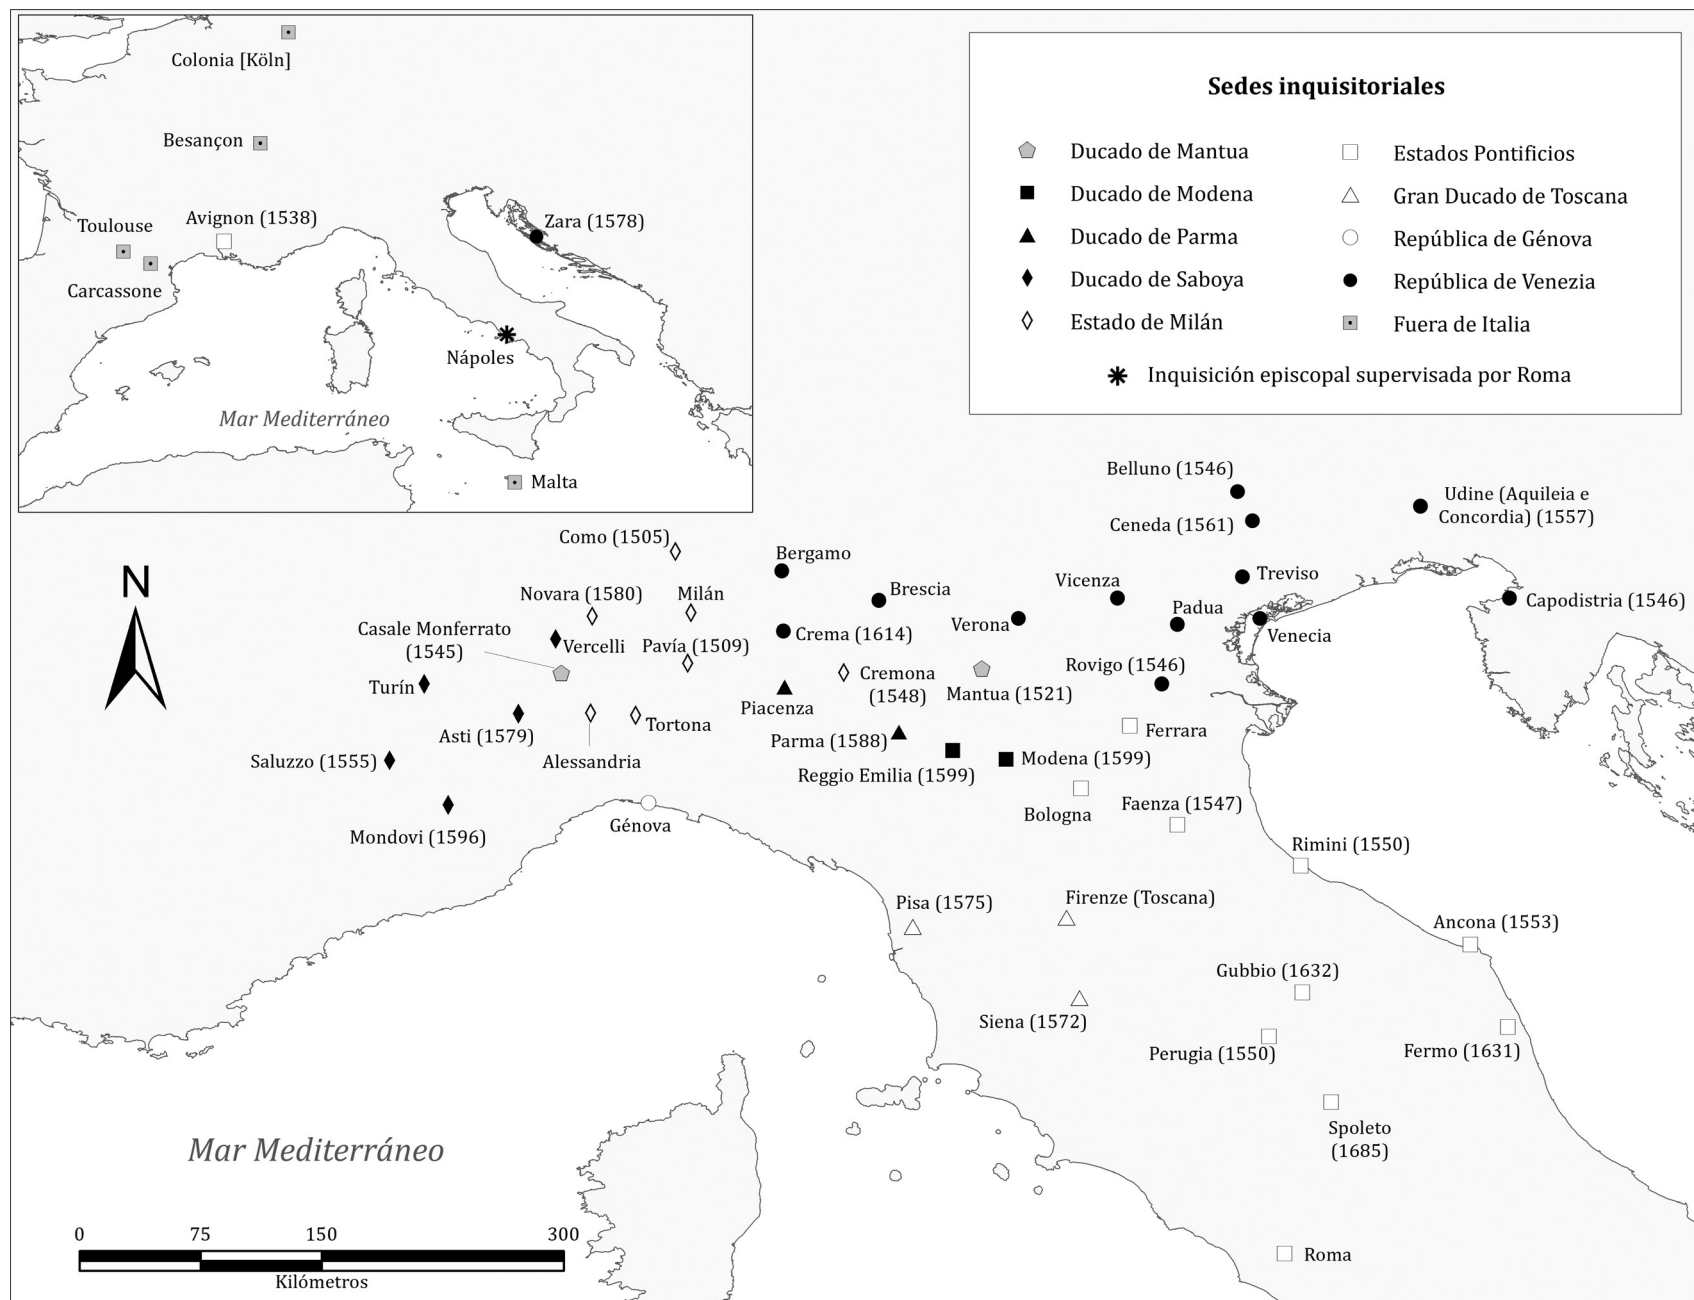 Colonia [Köln]
Besançon
Avignon (1538)
Toulouse
Carcassone
Zara (1578)
Nápoles
Mar Mediterráneo
Malta
Sedes inquisitoriales
Ducado de Mantua
Ducado de Modena
Ducado de Parma
Ducado de Saboya
Estado de Milán
Estados Pontificios
Gran Ducado de Toscana
República de Génova
República de Venezia
Fuera de Italia
Inquisición episcopal supervisada por Roma
Belluno (1546)
Ceneda (1561)
Udine (Aquileia e
Concordia) (1557)
Como (1505)
Bergamo
Treviso
Vicenza
Brescia
Novara (1580)
Milán
Padua
Capodistria (1546)
Verona
Crema (1614)
Venecia
Casale Monferrato
(1545)
Vercelli
Pavía (1509)
Rovigo (1546)
Cremona
(1548)
Mantua (1521)
Turín
Piacenza
Tortona
Asti (1579)
Ferrara
Parma (1588)
Saluzzo (1555)
Alessandria
Modena (1599)
Reggio Emilia (1599)
Bologna
Faenza (1547)
Génova
Mondovi (1596)
Rimini (1550)
Pisa (1575)
Firenze (Toscana)
Ancona (1553)
Gubbio (1632)
Siena (1572)
Perugia (1550)
Fermo (1631)
Spoleto
(1685)
Roma
N
Mar Mediterráneo
0 75 150 300
Kilómetros